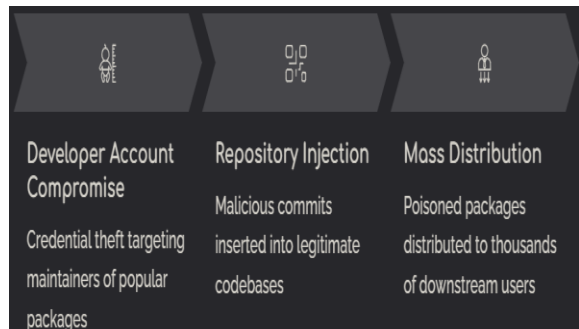 Developer Account
Compromise
Credential theft targeting
maintainers of popular
packages
Repository Injection
Malicious commits
inserted into legitimate
codebases
Mass Distribution
Poisoned packages
distributed to thousands
of downstream users